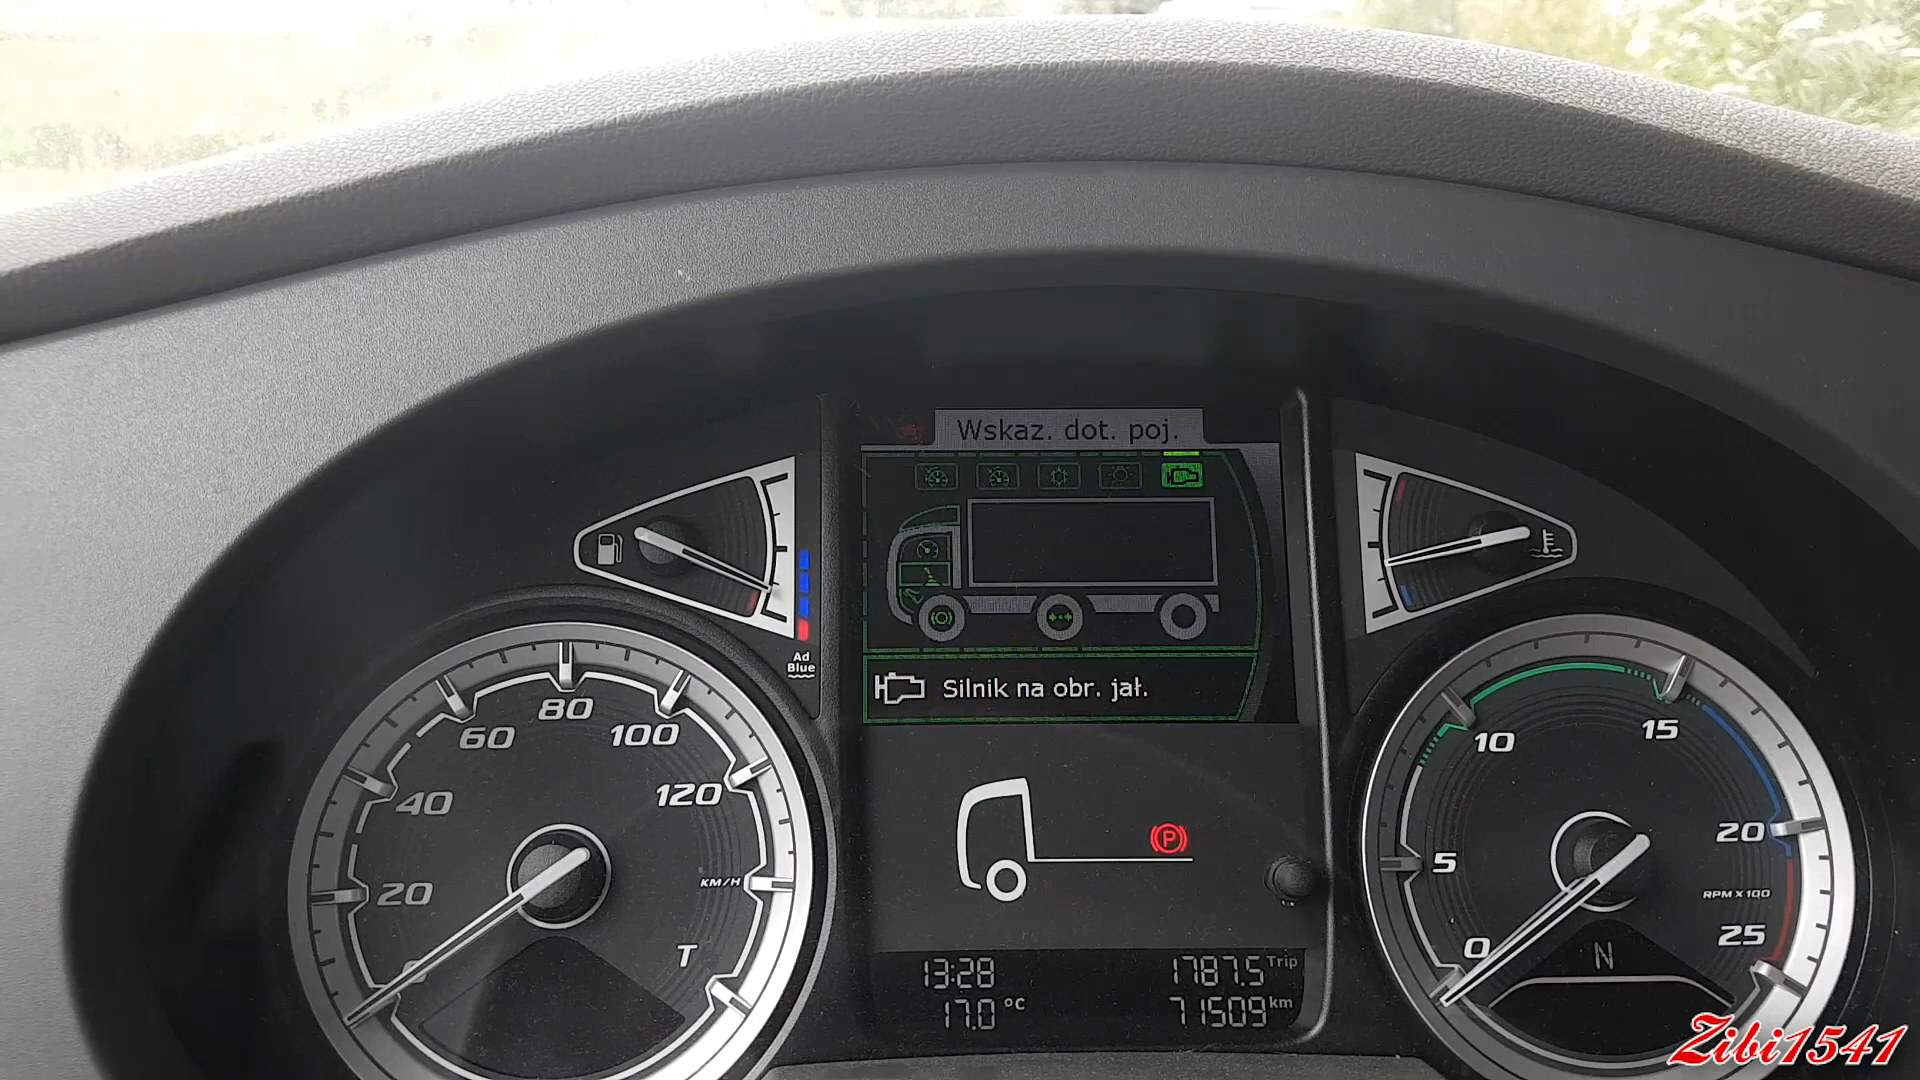 Wskaz. dot. poj.
Silnik na obr. jał.
Ad
Blue
0
20
40
60
80
100
120
KM/H
T
P
13:28
1787.5 Trip
17.0 °C
71509 km
0
5
10
15
20
25
RPM X 100
N
Zibi1541